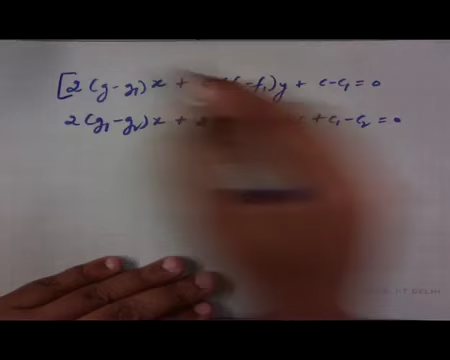 [2(g-g₁)x + -f₁)y + c-c₁=0
2(g₁-g₂)x + 2 +c₁-c₂=0